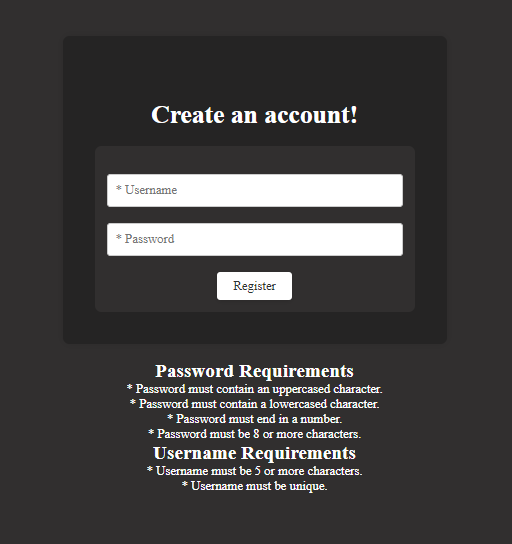 Create an account!
* Username
* Password
Register
Password Requirements
* Password must contain an uppercased character.
* Password must contain a lowercased character.
* Password must end in a number.
* Password must be 8 or more characters.
Username Requirements
* Username must be 5 or more characters.
* Username must be unique.